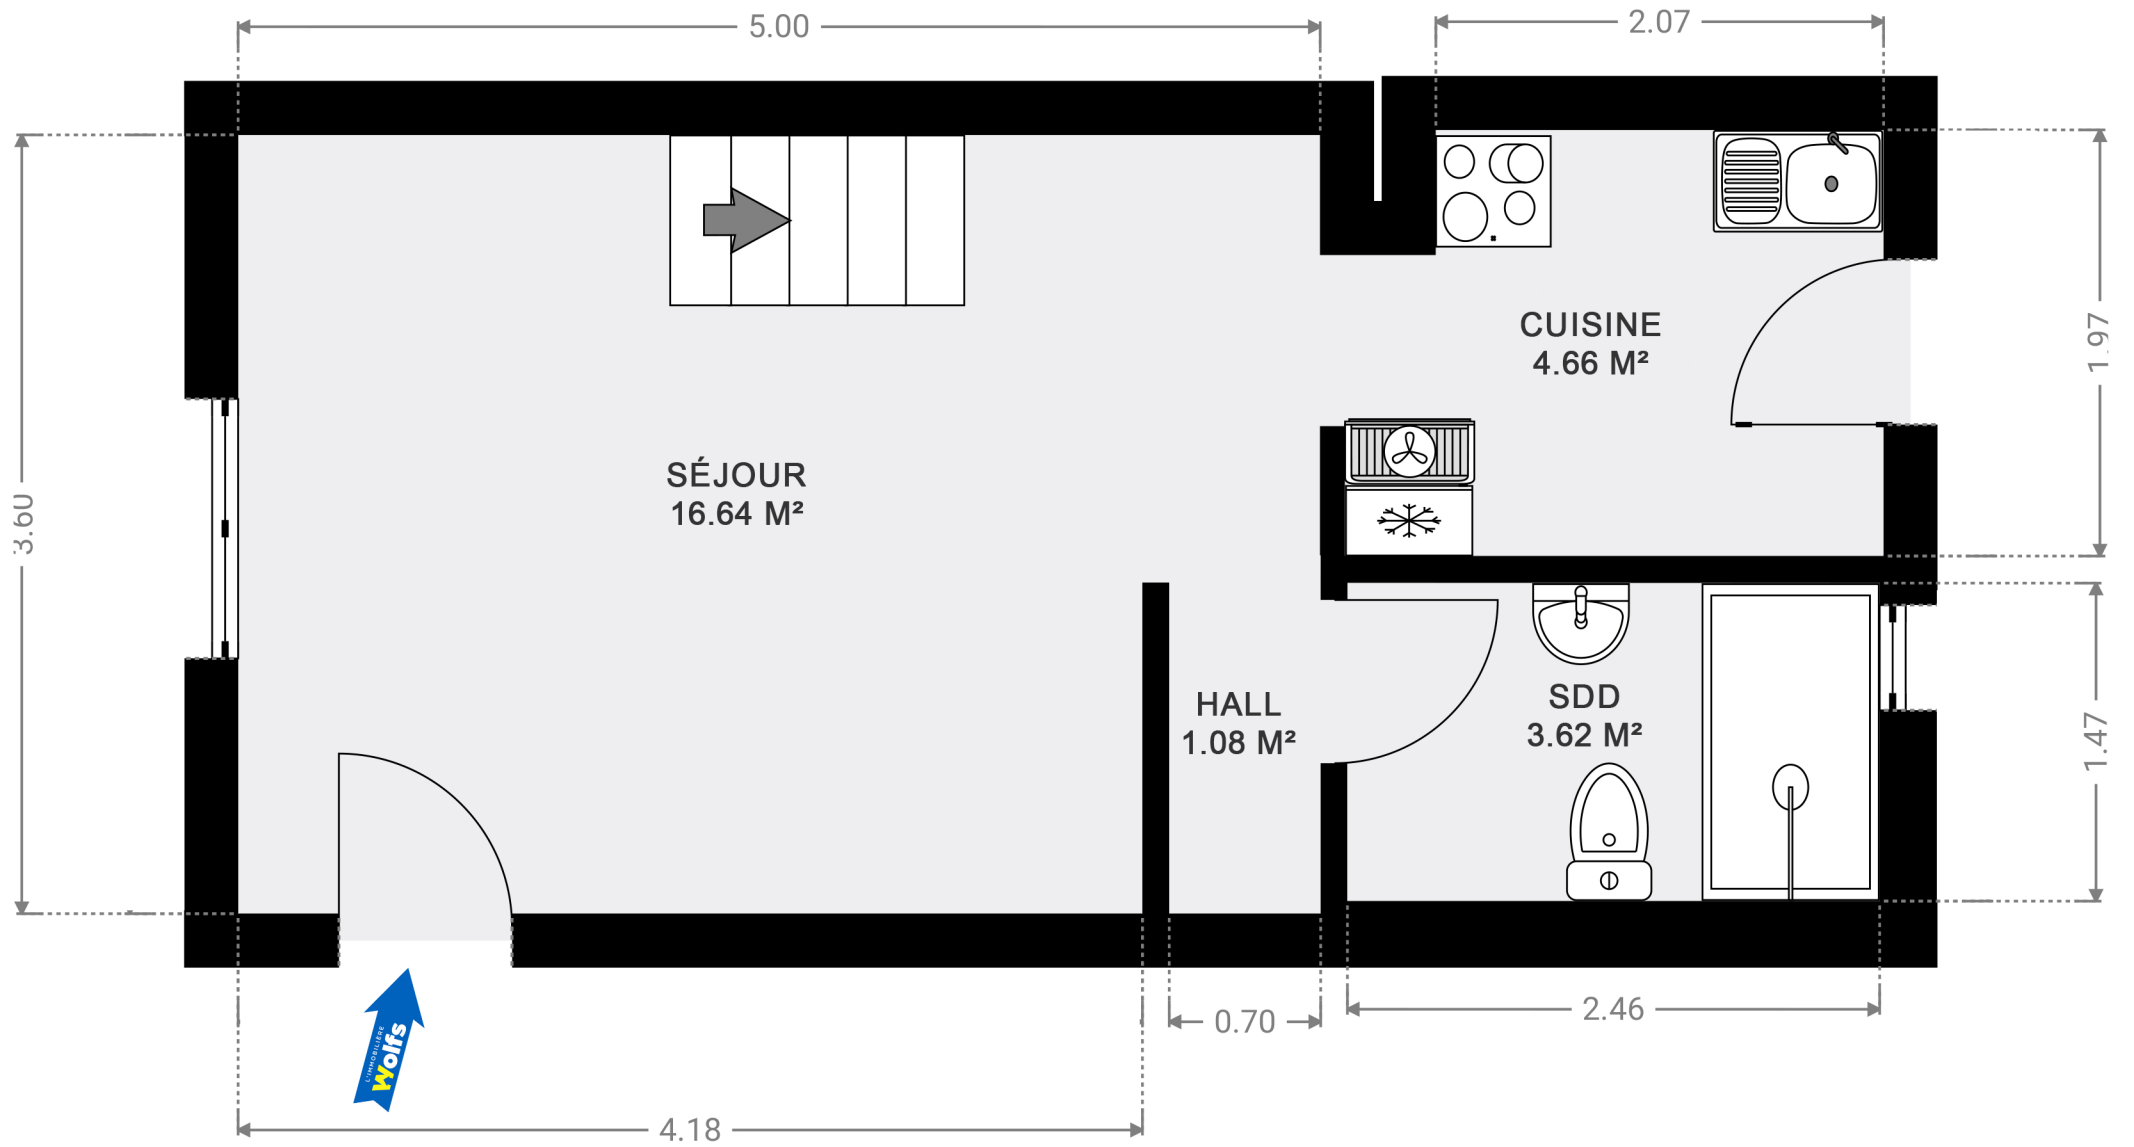 5.00
2.07
3.60
1.97
CUISINE
4.66 M²
SÉJOUR
16.64 M²
HALL
1.08 M²
SDD
3.62 M²
1.47
L'IMMOBILIÈRE
Wolfs
0.70
2.46
4.18